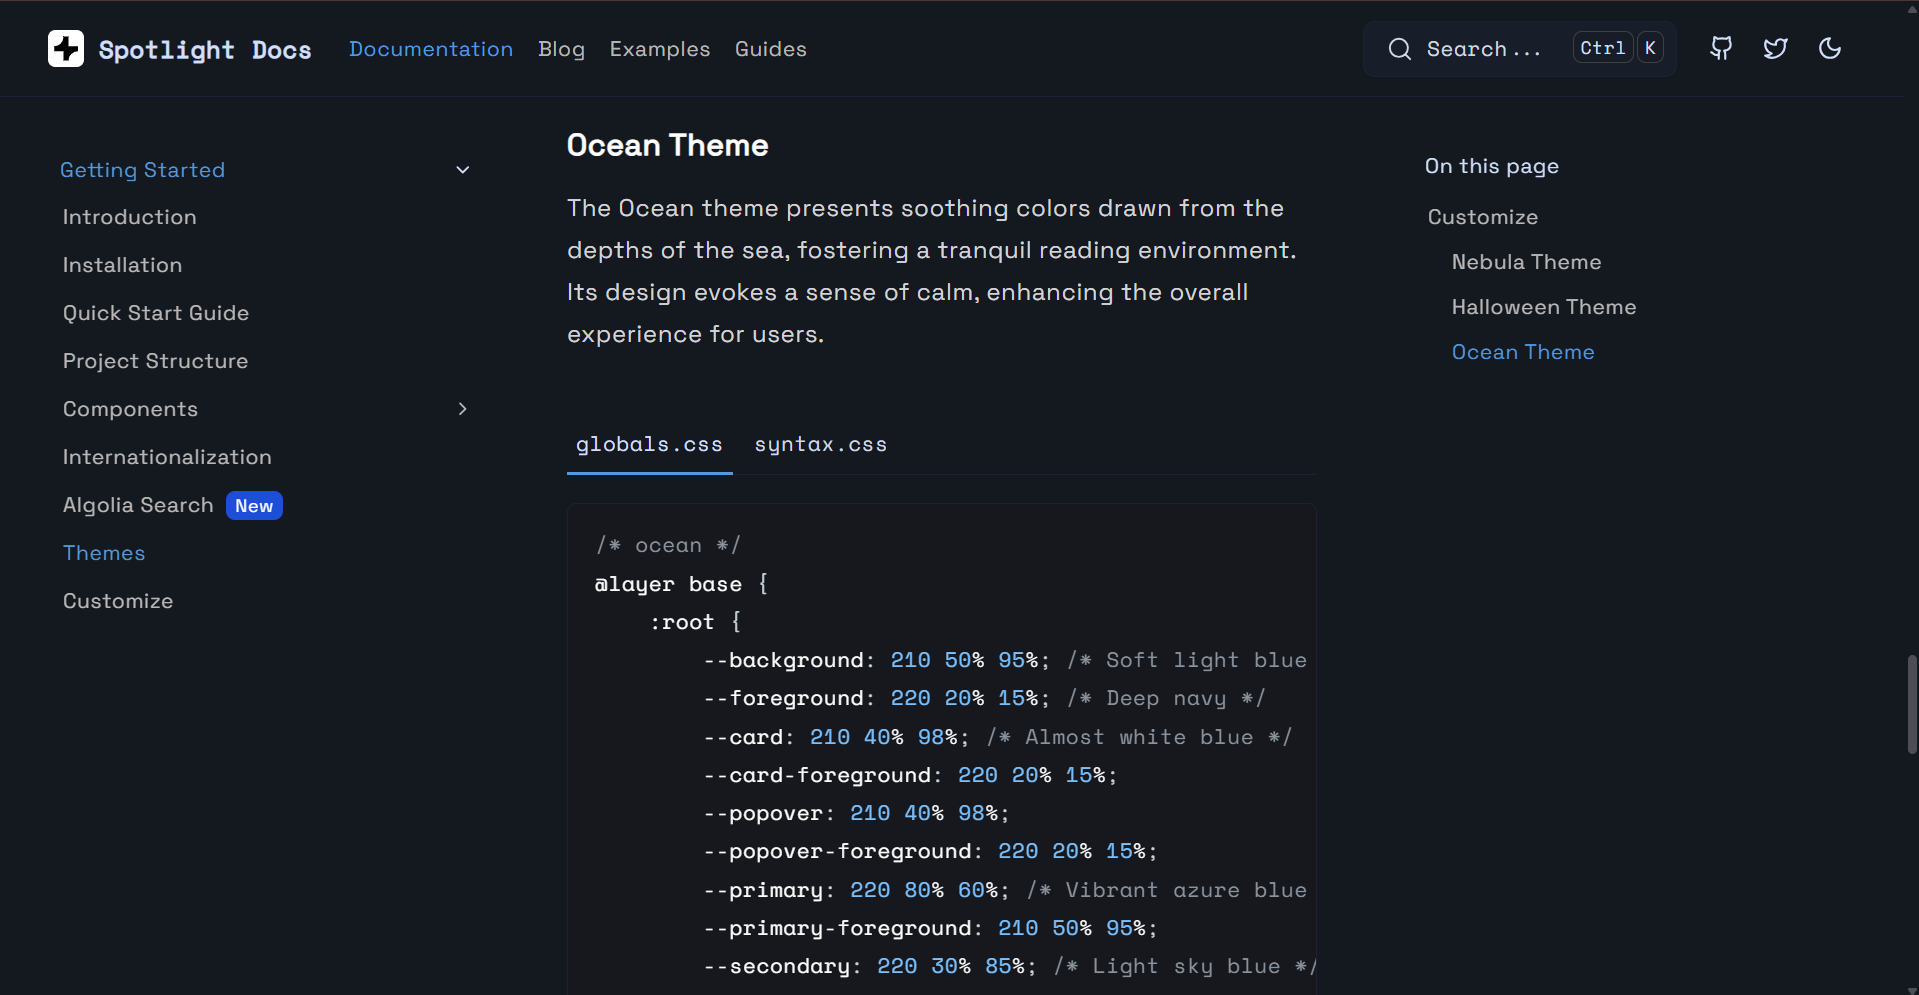 Spotlight Docs Documentation Blog Examples Guides Search... Ctrl K
Getting Started
Introduction
Installation
Quick Start Guide
Project Structure
Components
Internationalization
Algolia Search New
Themes
Customize
Ocean Theme
The Ocean theme presents soothing colors drawn from the
depths of the sea, fostering a tranquil reading environment.
Its design evokes a sense of calm, enhancing the overall
experience for users.
globals.css syntax.css
/* ocean */
@layer base {
    :root {
        --background: 210 50% 95%; /* Soft light blue
        --foreground: 220 20% 15%; /* Deep navy */
        --card: 210 40% 98%; /* Almost white blue */
        --card-foreground: 220 20% 15%;
        --popover: 210 40% 98%;
        --popover-foreground: 220 20% 15%;
        --primary: 220 80% 60%; /* Vibrant azure blue
        --primary-foreground: 210 50% 95%;
        --secondary: 220 30% 85%; /* Light sky blue */
On this page
Customize
Nebula Theme
Halloween Theme
Ocean Theme